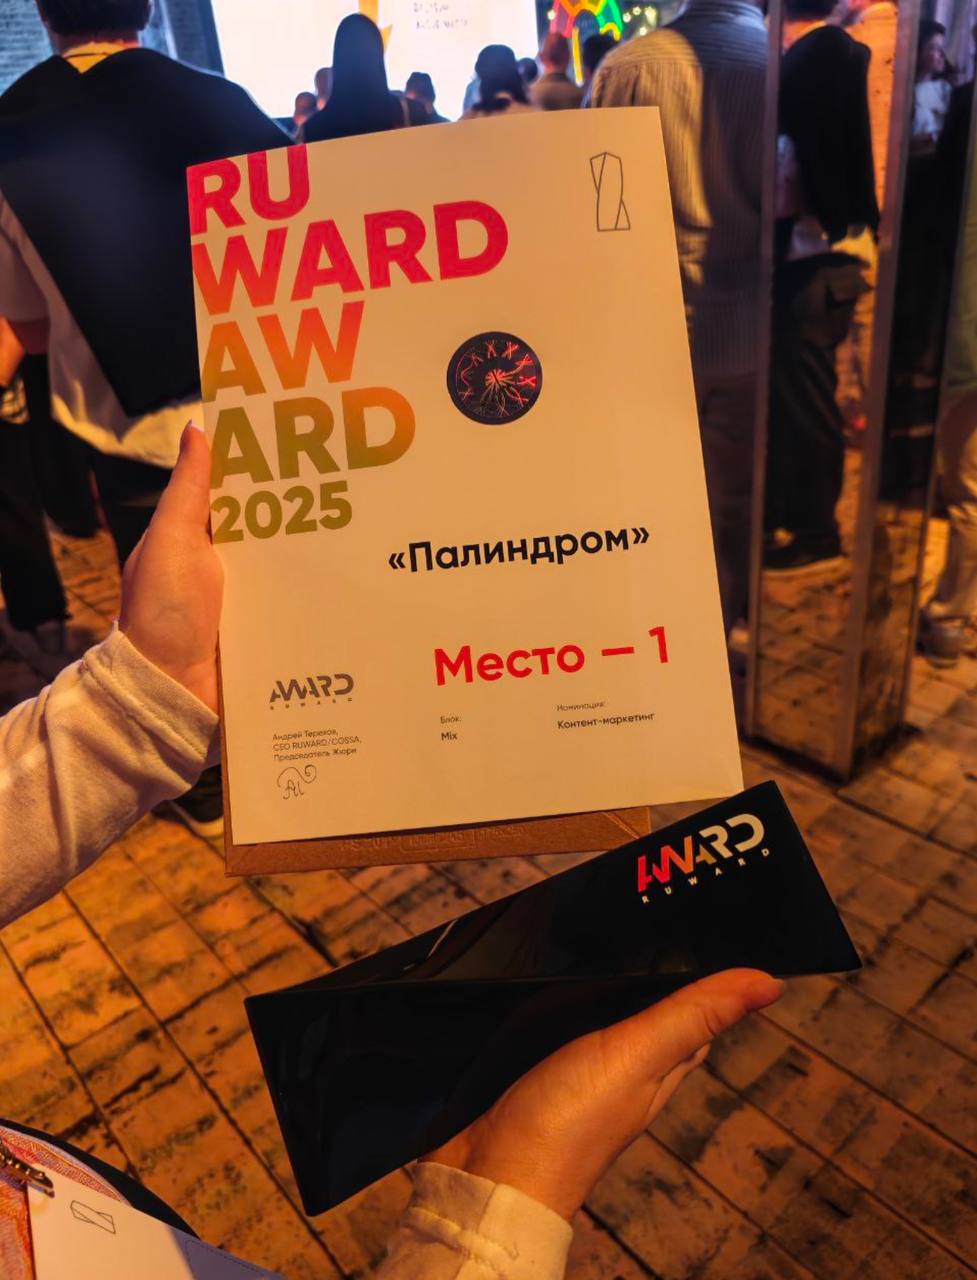 RU
WARD
AW
ARD
2025
«Палиндром»
Место — 1
AWARD
RUWARD
Андрей Терехов,
CEO RUWARD/COSSA,
Председатель Жюри
Блок:
Mix
Номинация:
Контент-маркетинг
AWARD
RUWARD